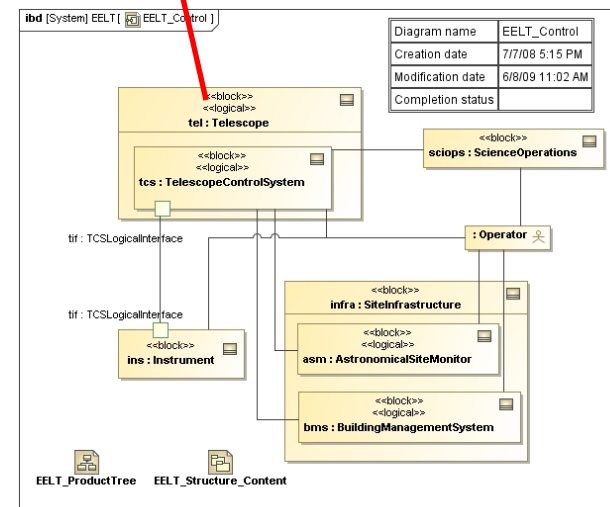 ibd [System] EELT [ EELT_Control ]
Diagram name EELT_Control
Creation date 7/7/08 5:15 PM
Modification date 6/8/09 11:02 AM
Completion status
<<block>>
<<logical>>
tel : Telescope
<<block>>
<<logical>>
tcs : TelescopeControlSystem
<<block>>
sciops : ScienceOperations
tif : TCSLogicalInterface
: Operator
tif : TCSLogicalInterface
<<block>>
infra : SiteInfrastructure
<<block>>
ins : Instrument
<<block>>
<<logical>>
asm : AstronomicalSiteMonitor
<<block>>
<<logical>>
bms : BuildingManagementSystem
EELT_ProductTree
EELT_Structure_Content